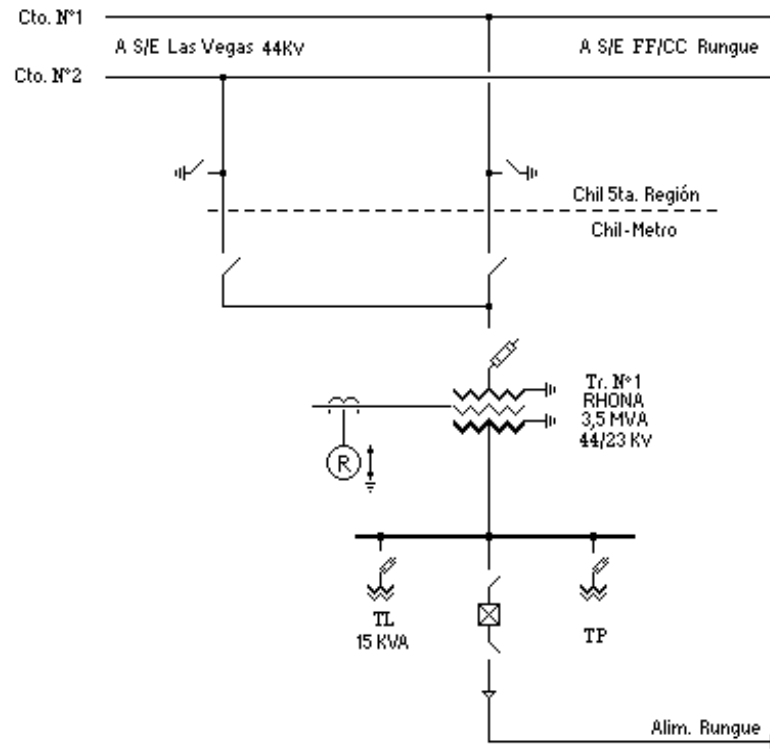 Cto. N°1
A S/E Las Vegas 44Kv
A S/E FF/CC Rungue
Cto. N°2
Chil 5ta. Región
Chil-Metro
Tr. N°1
RHONA
3,5 MVA
44/23 Kv
R
TL
15 KVA
TP
Alim. Rungue